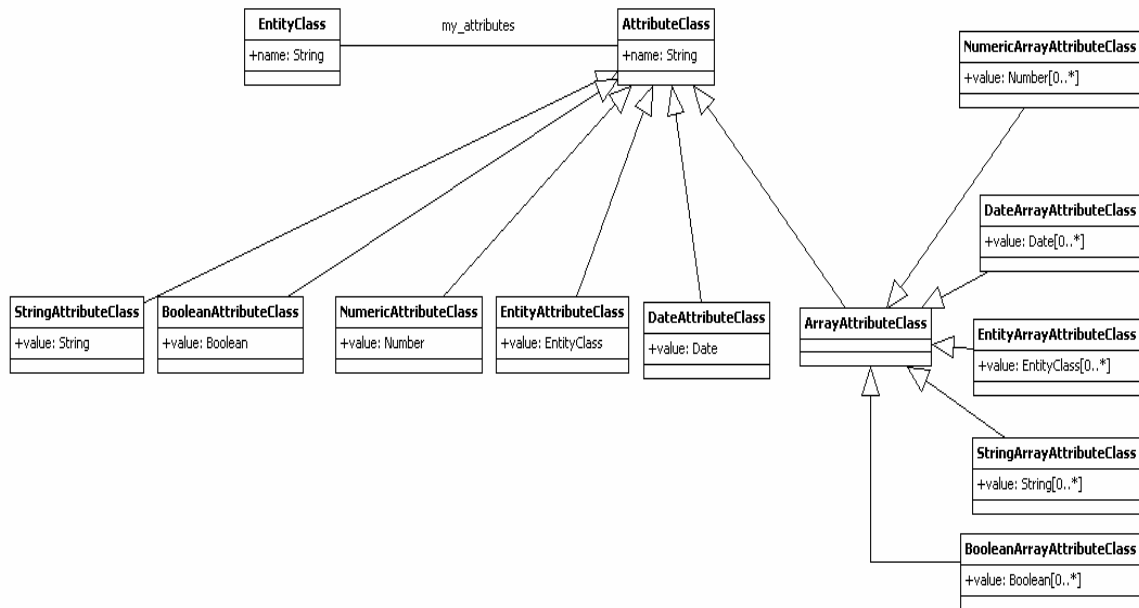 EntityClass
+name: String
my_attributes
AttributeClass
+name: String
NumericArrayAttributeClass
+value: Number[0..*]
DateArrayAttributeClass
+value: Date[0..*]
StringAttributeClass
+value: String
BooleanAttributeClass
+value: Boolean
NumericAttributeClass
+value: Number
EntityAttributeClass
+value: EntityClass
DateAttributeClass
+value: Date
ArrayAttributeClass
EntityArrayAttributeClass
+value: EntityClass[0..*]
StringArrayAttributeClass
+value: String[0..*]
BooleanArrayAttributeClass
+value: Boolean[0..*]